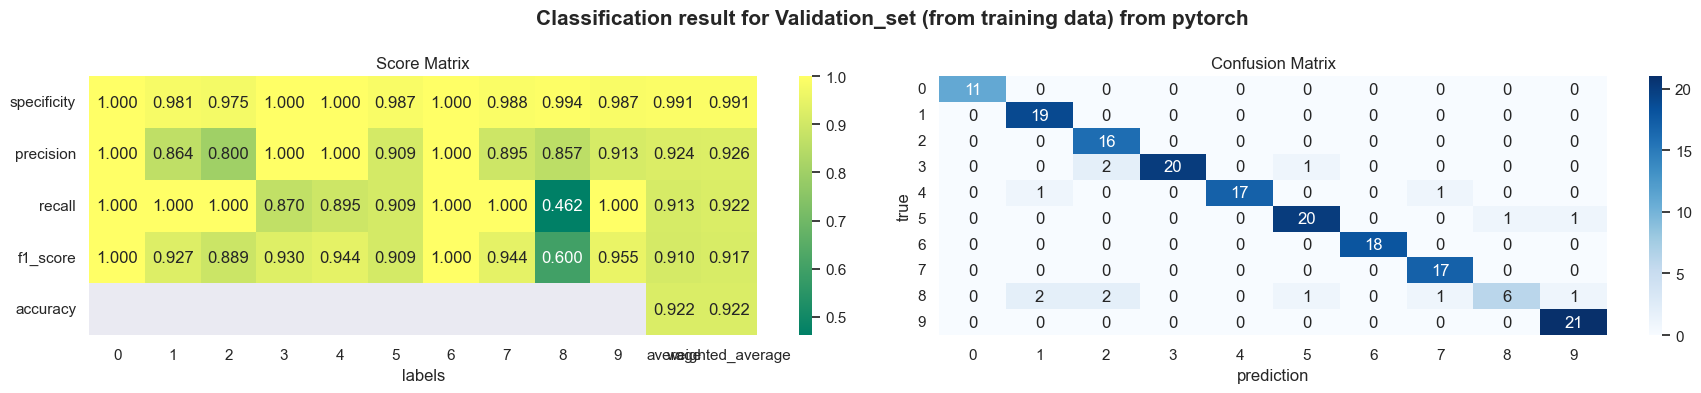 Classification result for Validation_set (from training data) from pytorch
Score Matrix
specificity 1.000 0.981 0.975 1.000 1.000 0.987 1.000 0.988 0.994 0.987 0.991 0.991
precision 1.000 0.864 0.800 1.000 1.000 0.909 1.000 0.895 0.857 0.913 0.924 0.926
recall 1.000 1.000 1.000 0.870 0.895 0.909 1.000 1.000 0.462 1.000 0.913 0.922
f1_score 1.000 0.927 0.889 0.930 0.944 0.909 1.000 0.944 0.600 0.955 0.910 0.917
accuracy 0.922 0.922
0 1 2 3 4 5 6 7 8 9 average weighted_average
labels
1.0
0.9
0.8
0.7
0.6
0.5
Confusion Matrix
true
0 11 0 0 0 0 0 0 0 0 0
1 0 19 0 0 0 0 0 0 0 0
2 0 0 16 0 0 0 0 0 0 0
3 0 0 2 20 0 1 0 0 0 0
4 0 1 0 0 17 0 0 1 0 0
5 0 0 0 0 0 20 0 0 1 1
6 0 0 0 0 0 0 18 0 0 0
7 0 0 0 0 0 0 0 17 0 0
8 0 2 2 0 0 1 0 1 6 1
9 0 0 0 0 0 0 0 0 0 21
0 1 2 3 4 5 6 7 8 9
prediction
20
15
10
5
0